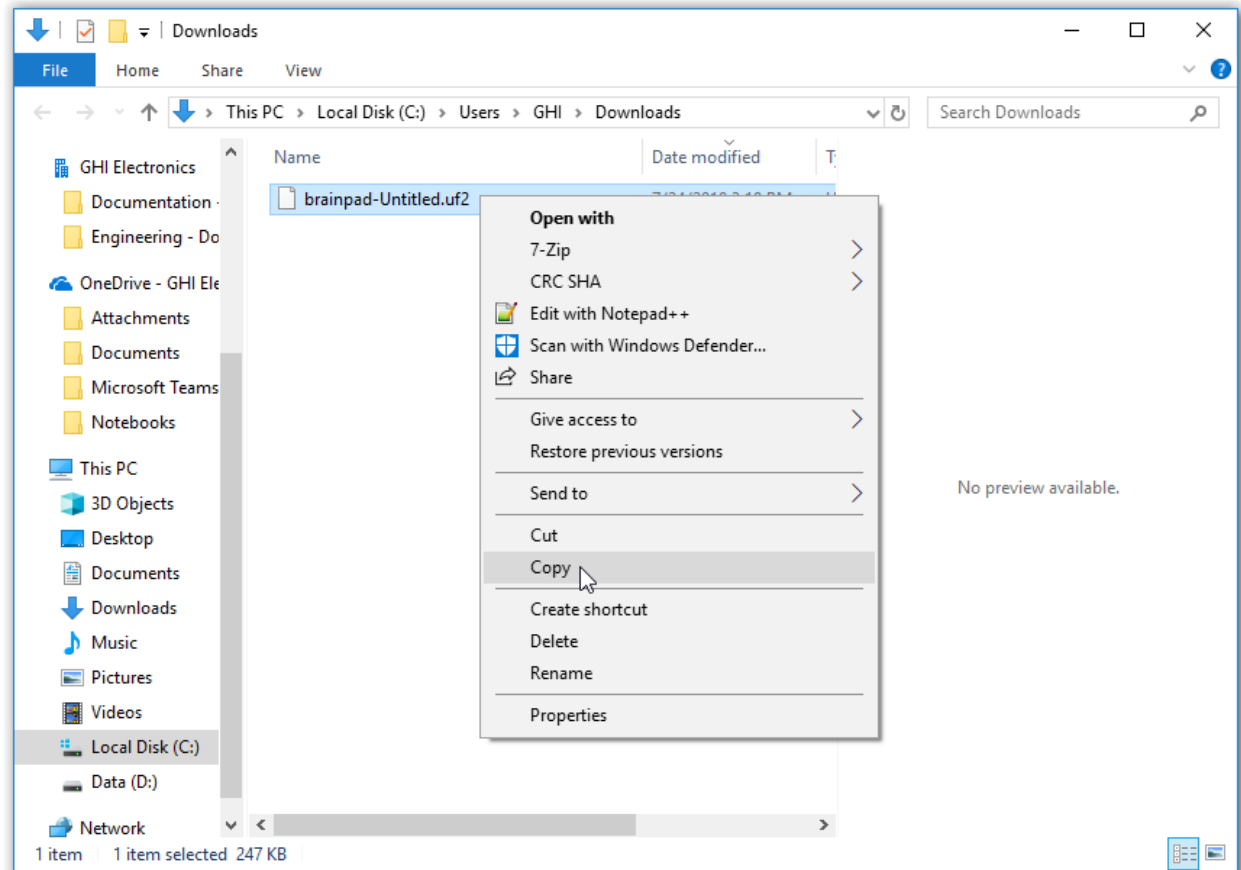 Downloads
File Home Share View
This PC > Local Disk (C:) > Users > GHI > Downloads
Search Downloads
GHI Electronics
Documentation -
Engineering - Do
OneDrive - GHI Ele
Attachments
Documents
Microsoft Teams
Notebooks
This PC
3D Objects
Desktop
Documents
Downloads
Music
Pictures
Videos
Local Disk (C:)
Data (D:)
Network
Name Date modified
brainpad-Untitled.uf2
Open with
7-Zip
CRC SHA
Edit with Notepad++
Scan with Windows Defender...
Share
Give access to
Restore previous versions
Send to
Cut
Copy
Create shortcut
Delete
Rename
Properties
No preview available.
1 item 1 item selected 247 KB